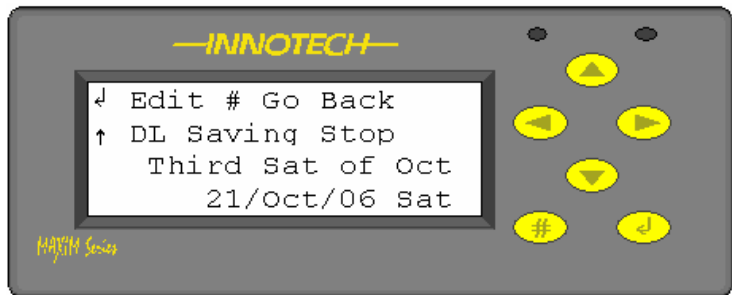 INNOTECH
↲ Edit # Go Back
↑ DL Saving Stop
Third Sat of Oct
21/Oct/06 Sat
#
↲
MAXIM Series